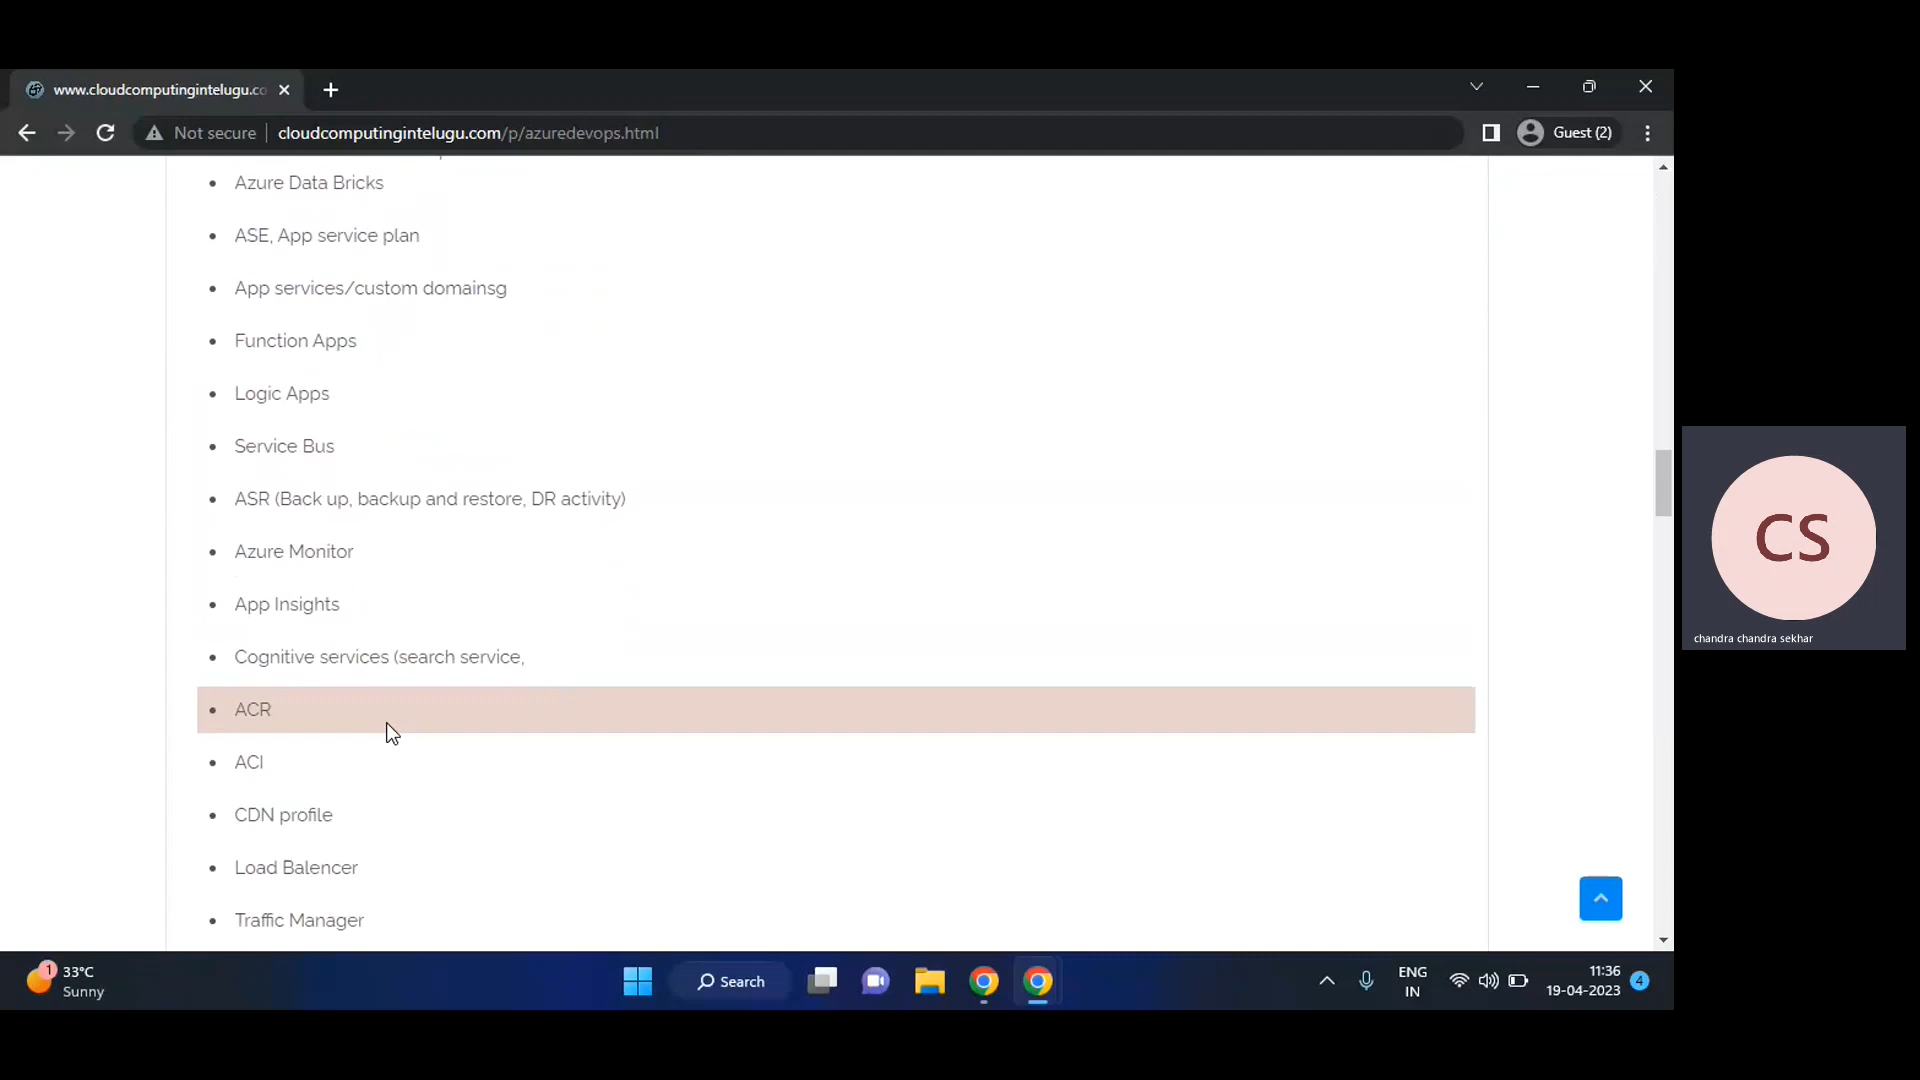 www.cloudcomputingintelugu.co
Not secure
cloudcomputingintelugu.com/p/azuredevops.html
Guest (2)
Azure Data Bricks
ASE, App service plan
App services/custom domainsg
Function Apps
Logic Apps
Service Bus
ASR (Back up, backup and restore, DR activity)
Azure Monitor
App Insights
Cognitive services (search service,
ACR
ACI
CDN profile
Load Balencer
Traffic Manager
CS
chandra chandra sekhar
1
33°C
Sunny
Search
ENG
IN
11:36
19-04-2023
4